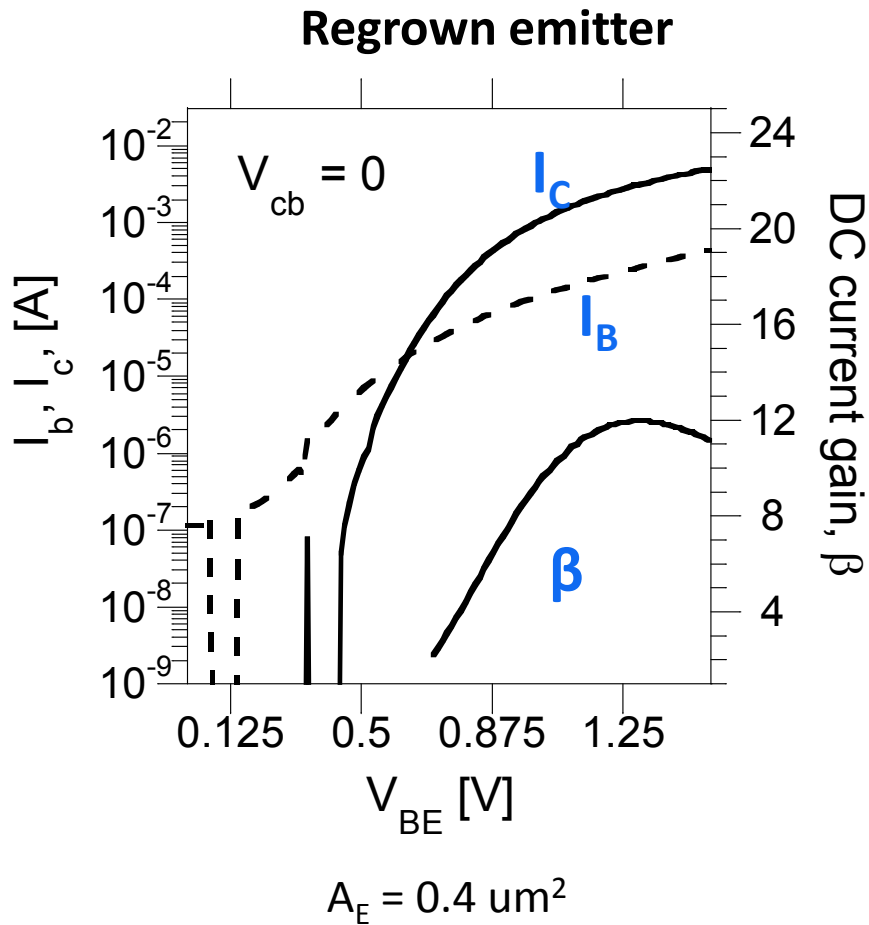 Regrown emitter
V_cb = 0
I_C
I_B
β
I_b, I_c, [A]
10^-2
10^-3
10^-4
10^-5
10^-6
10^-7
10^-8
10^-9
24
20
16
12
8
4
DC current gain, β
0.125 0.5 0.875 1.25
V_BE [V]
A_E = 0.4 um²